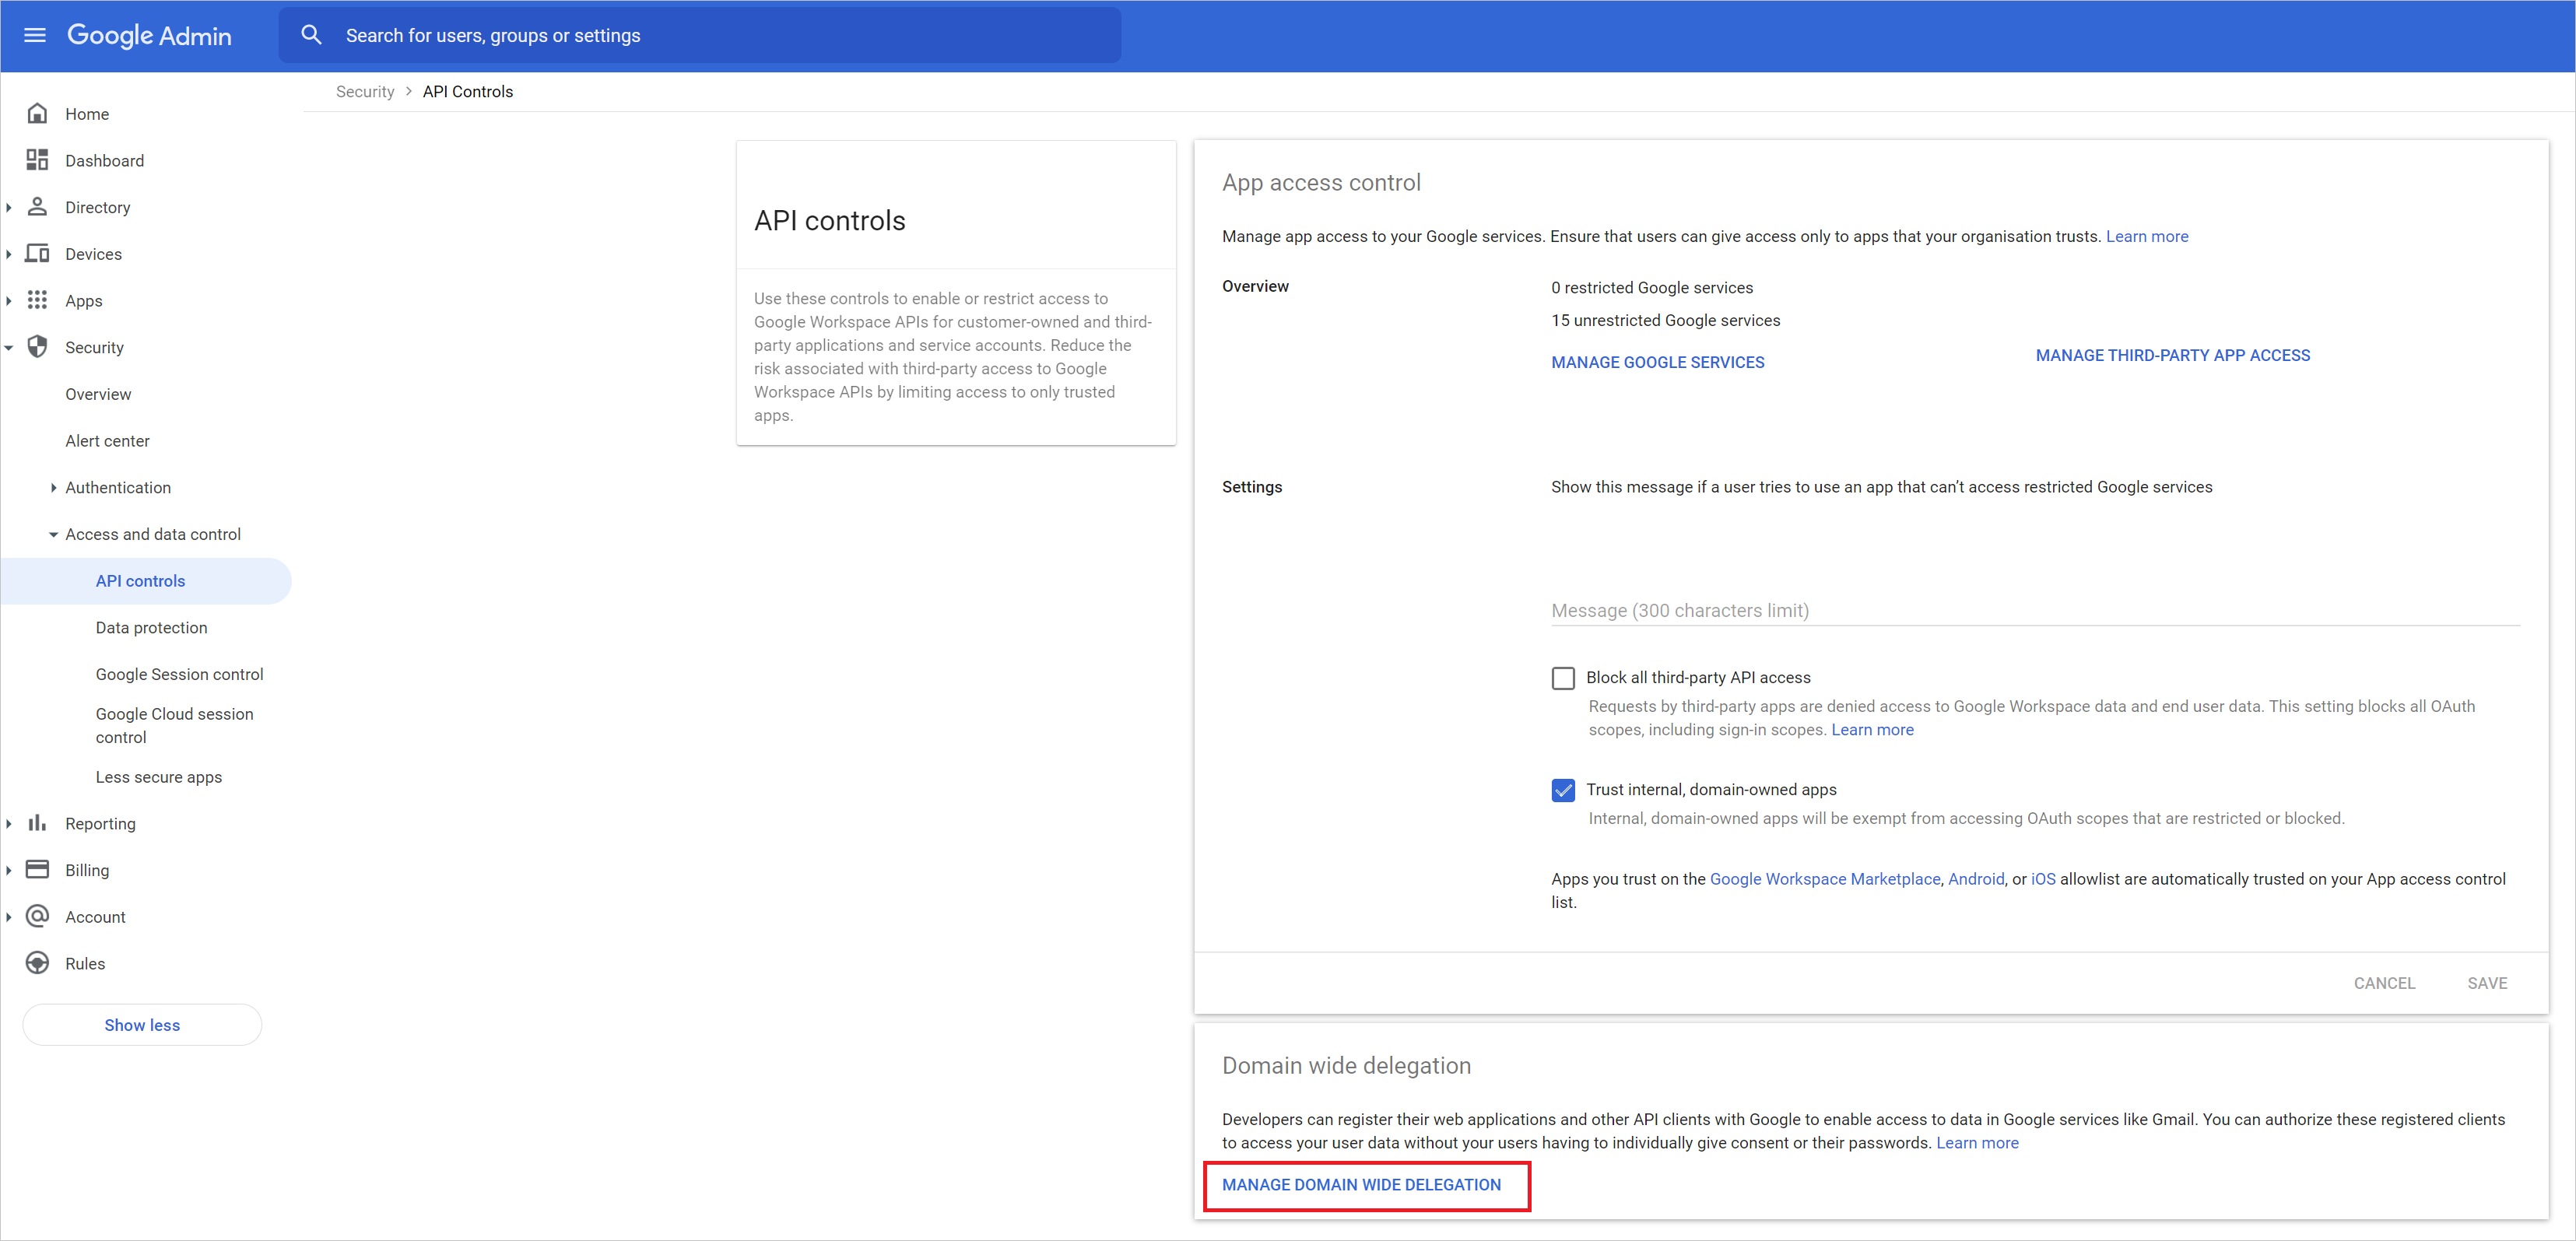 Google Admin
Search for users, groups or settings
Security > API Controls
Home
Dashboard
Directory
Devices
Apps
Security
Overview
Alert center
Authentication
Access and data control
API controls
Data protection
Google Session control
Google Cloud session
control
Less secure apps
Reporting
Billing
Account
Rules
Show less
API controls
Use these controls to enable or restrict access to
Google Workspace APIs for customer-owned and third-
party applications and service accounts. Reduce the
risk associated with third-party access to Google
Workspace APIs by limiting access to only trusted
apps.
App access control
Manage app access to your Google services. Ensure that users can give access only to apps that your organisation trusts. Learn more
Overview
0 restricted Google services
15 unrestricted Google services
MANAGE GOOGLE SERVICES
MANAGE THIRD-PARTY APP ACCESS
Settings
Show this message if a user tries to use an app that can’t access restricted Google services
Message (300 characters limit)
Block all third-party API access
Requests by third-party apps are denied access to Google Workspace data and end user data. This setting blocks all OAuth
scopes, including sign-in scopes. Learn more
Trust internal, domain-owned apps
Internal, domain-owned apps will be exempt from accessing OAuth scopes that are restricted or blocked.
Apps you trust on the Google Workspace Marketplace, Android, or iOS allowlist are automatically trusted on your App access control
list.
CANCEL
SAVE
Domain wide delegation
Developers can register their web applications and other API clients with Google to enable access to data in Google services like Gmail. You can authorize these registered clients
to access your user data without your users having to individually give consent or their passwords. Learn more
MANAGE DOMAIN WIDE DELEGATION